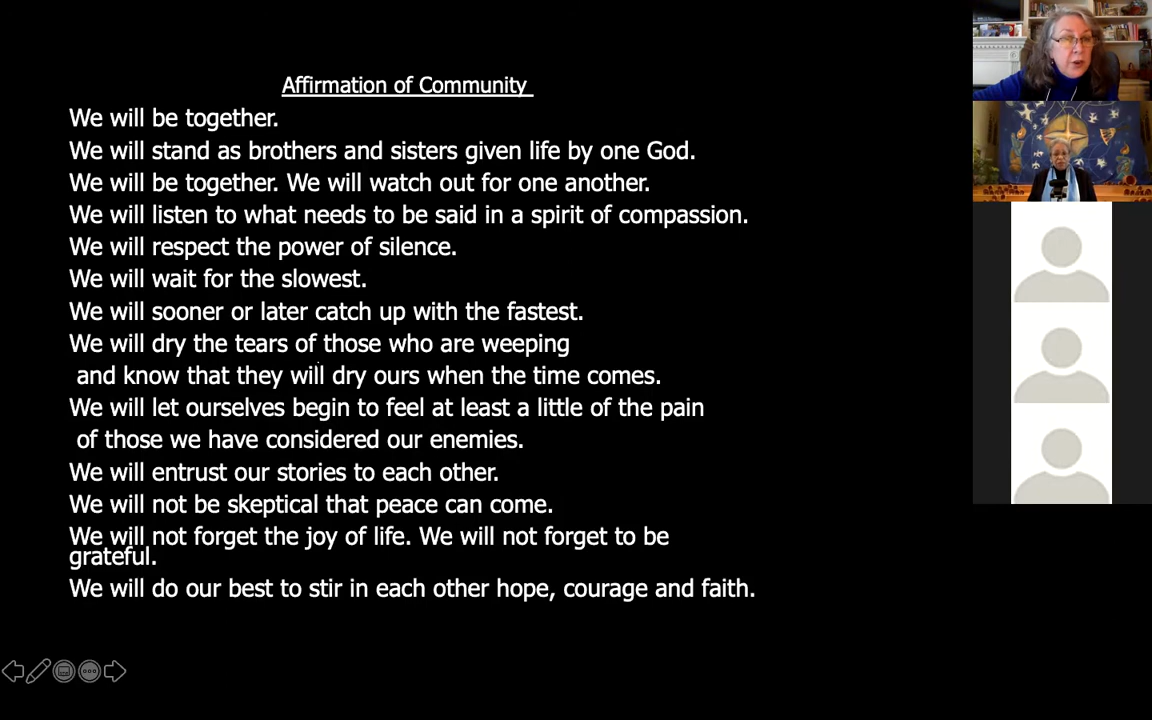 Affirmation of Community
We will be together.
We will stand as brothers and sisters given life by one God.
We will be together. We will watch out for one another.
We will listen to what needs to be said in a spirit of compassion.
We will respect the power of silence.
We will wait for the slowest.
We will sooner or later catch up with the fastest.
We will dry the tears of those who are weeping
and know that they will dry ours when the time comes.
We will let ourselves begin to feel at least a little of the pain
of those we have considered our enemies.
We will entrust our stories to each other.
We will not be skeptical that peace can come.
We will not forget the joy of life. We will not forget to be
grateful.
We will do our best to stir in each other hope, courage and faith.